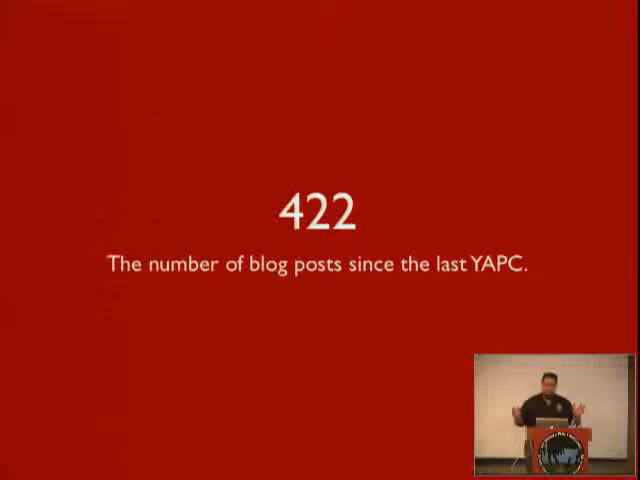 422
The number of blog posts since the last YAPC.